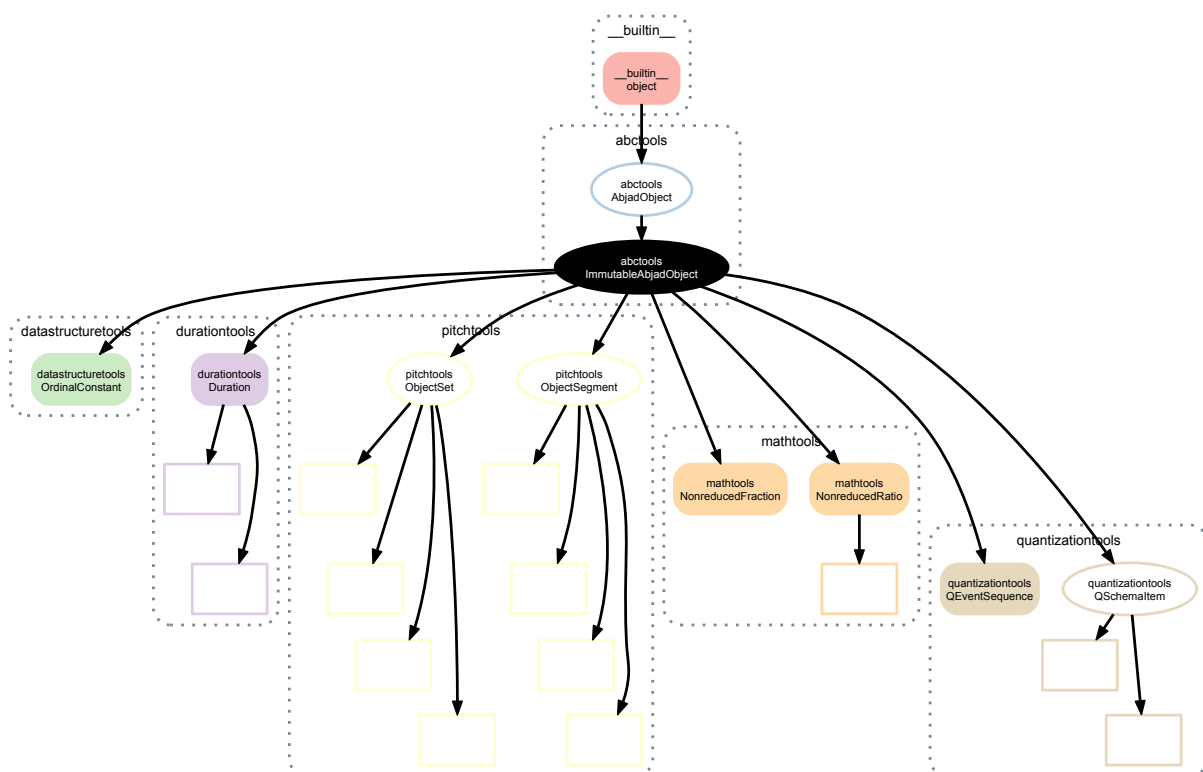 __builtin__
__builtin__
object
abctools
abctools
AbjadObject
abctools
ImmutableAbjadObject
datastructuretools
datastructuretools
OrdinalConstant
durationtools
durationtools
Duration
pitchtools
pitchtools
ObjectSet
pitchtools
ObjectSegment
mathtools
mathtools
NonreducedFraction
mathtools
NonreducedRatio
quantizationtools
quantizationtools
QEventSequence
quantizationtools
QSchemaItem